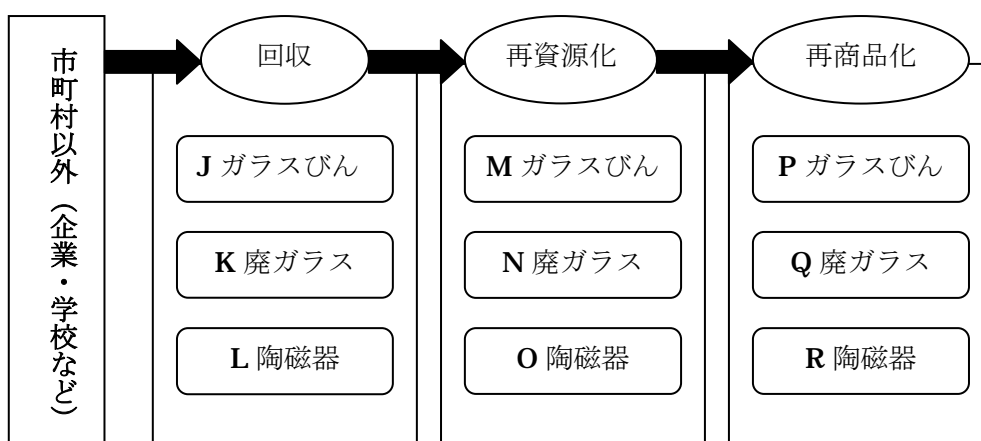 市町村以外（企業・学校など）
回収
再資源化
再商品化
J ガラスびん
M ガラスびん
P ガラスびん
K 廃ガラス
N 廃ガラス
Q 廃ガラス
L 陶磁器
O 陶磁器
R 陶磁器